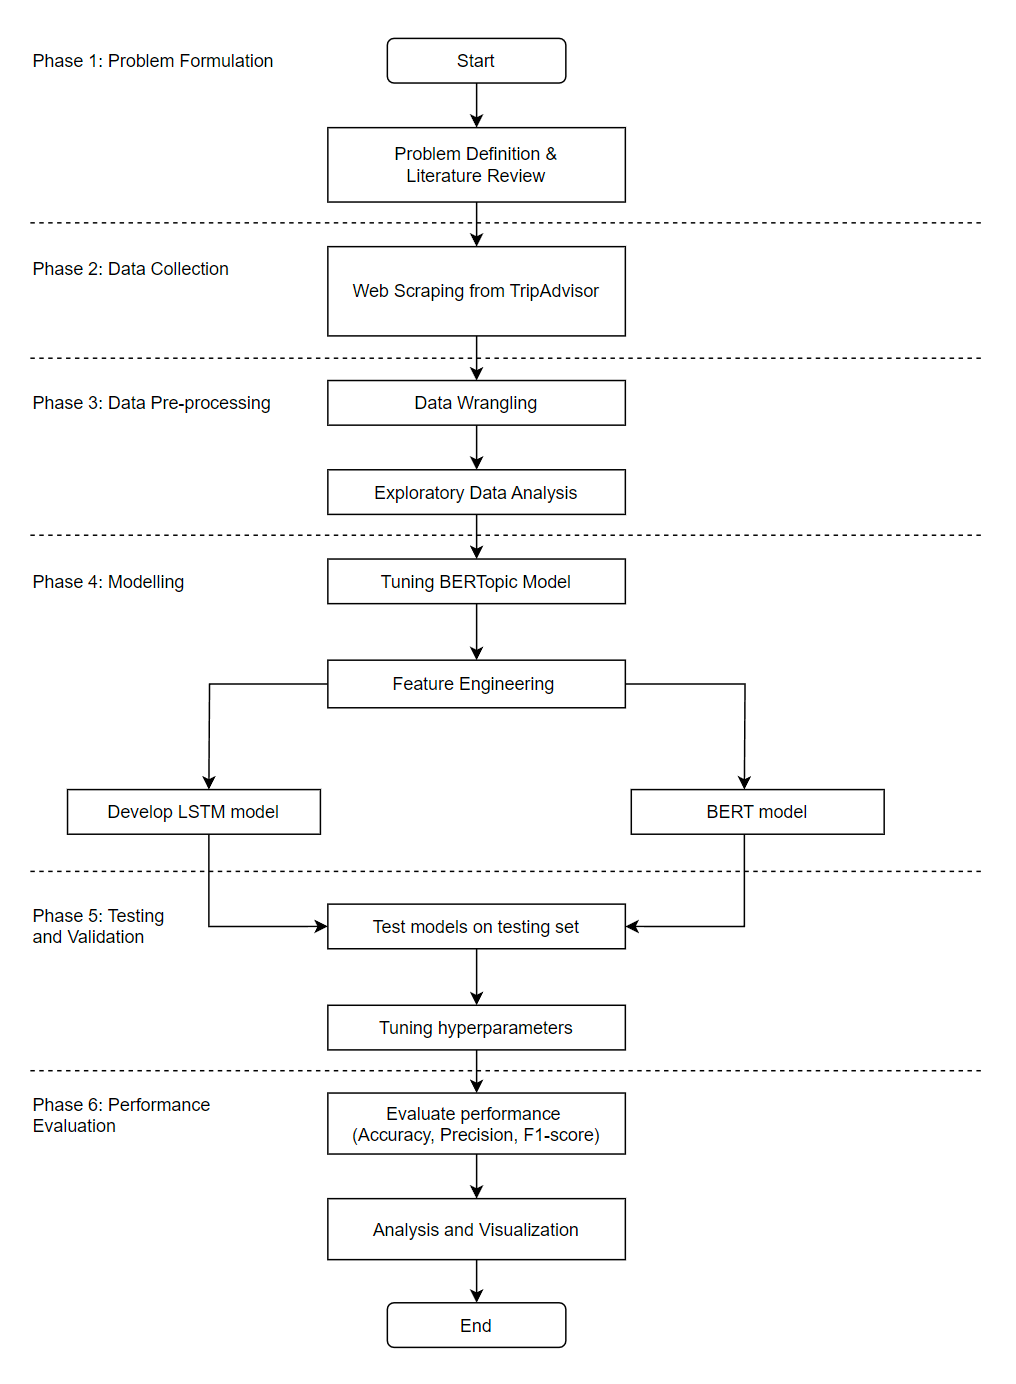 Phase 1: Problem Formulation
Start
Problem Definition &
Literature Review
Phase 2: Data Collection
Web Scraping from TripAdvisor
Phase 3: Data Pre-processing
Data Wrangling
Exploratory Data Analysis
Phase 4: Modelling
Tuning BERTopic Model
Feature Engineering
Develop LSTM model
BERT model
Phase 5: Testing
and Validation
Test models on testing set
Tuning hyperparameters
Phase 6: Performance
Evaluation
Evaluate performance
(Accuracy, Precision, F1-score)
Analysis and Visualization
End